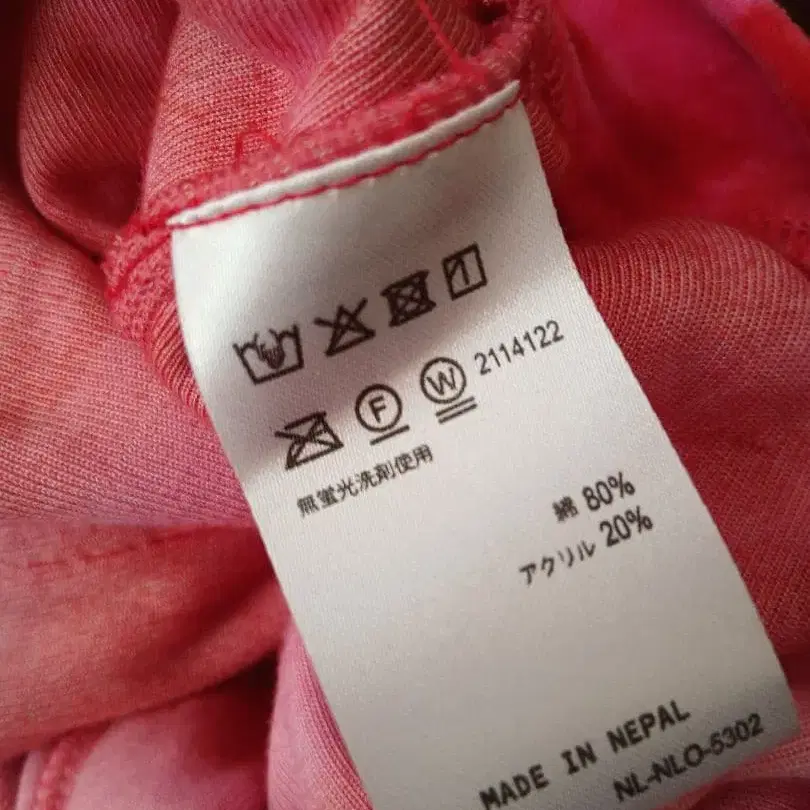 2114122
F W
無蛍光洗剤使用
綿 80%
アクリル 20%
MADE IN NEPAL
NL-NLO-5302